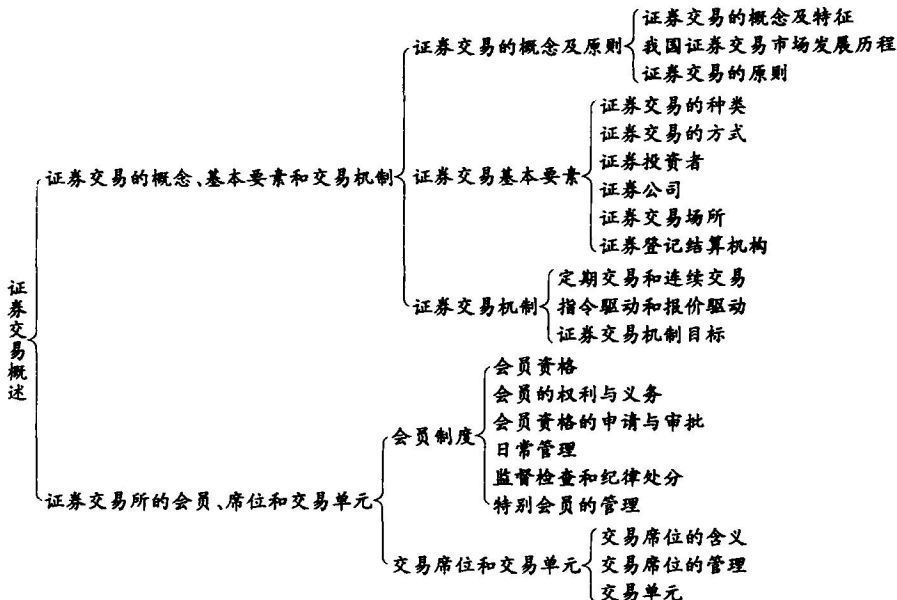 证券交易概述
证券交易的概念、基本要素和交易机制
证券交易的概念及原则
证券交易的概念及特征
我国证券交易市场发展历程
证券交易的原则
证券交易基本要素
证券交易的种类
证券交易的方式
证券投资者
证券公司
证券交易场所
证券登记结算机构
证券交易机制
定期交易和连续交易
指令驱动和报价驱动
证券交易机制目标
证券交易所的会员、席位和交易单元
会员制度
会员资格
会员的权利与义务
会员资格的申请与审批
日常管理
监督检查和纪律处分
特别会员的管理
交易席位和交易单元
交易席位的含义
交易席位的管理
交易单元